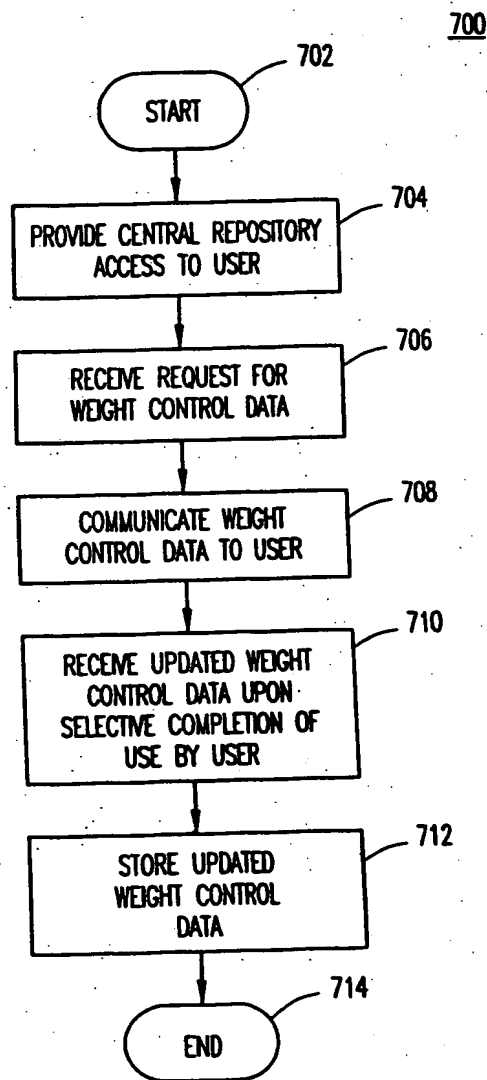 700
702
START
704
PROVIDE CENTRAL REPOSITORY
ACCESS TO USER
706
RECEIVE REQUEST FOR
WEIGHT CONTROL DATA
708
COMMUNICATE WEIGHT
CONTROL DATA TO USER
710
RECEIVE UPDATED WEIGHT
CONTROL DATA UPON
SELECTIVE COMPLETION OF
USE BY USER
712
STORE UPDATED
WEIGHT CONTROL
DATA
714
END